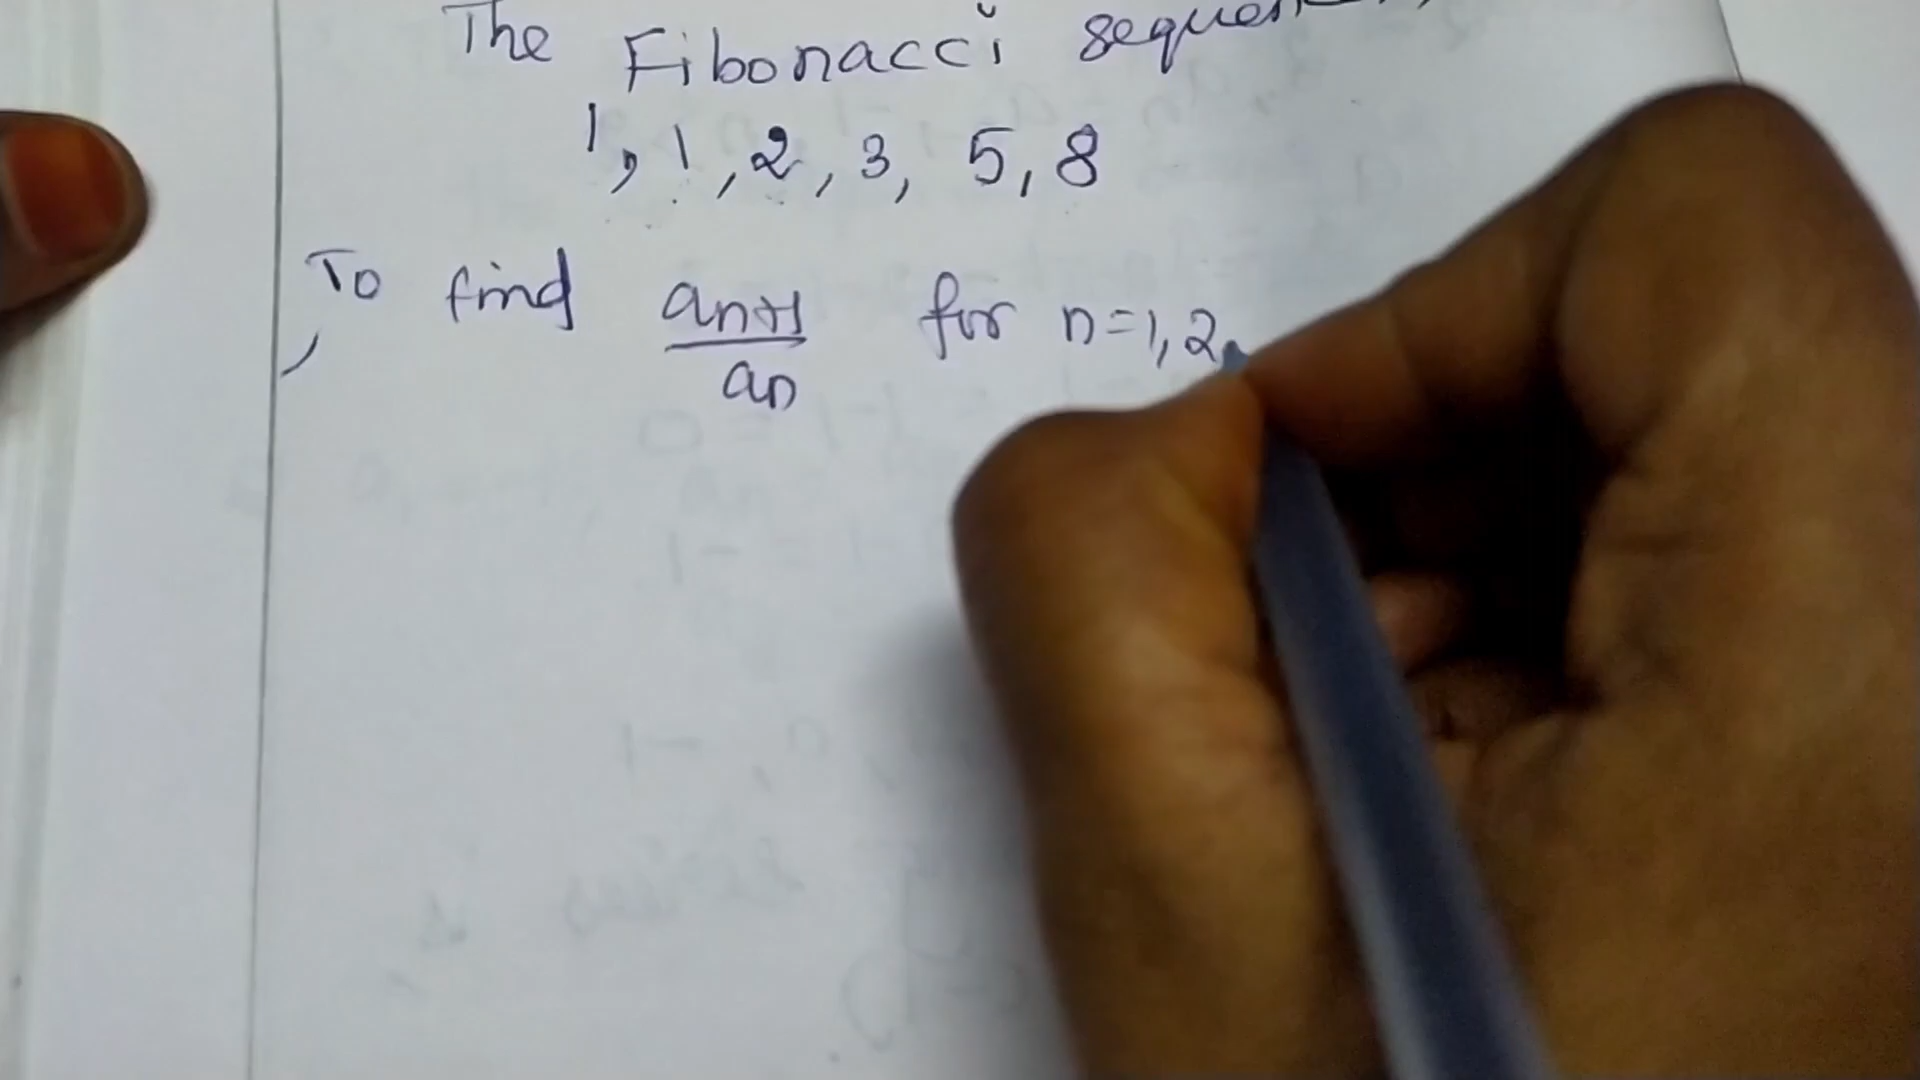 The Fibonacci
1, 1, 2, 3, 5, 8
To find an+1/an for n=1, 2,